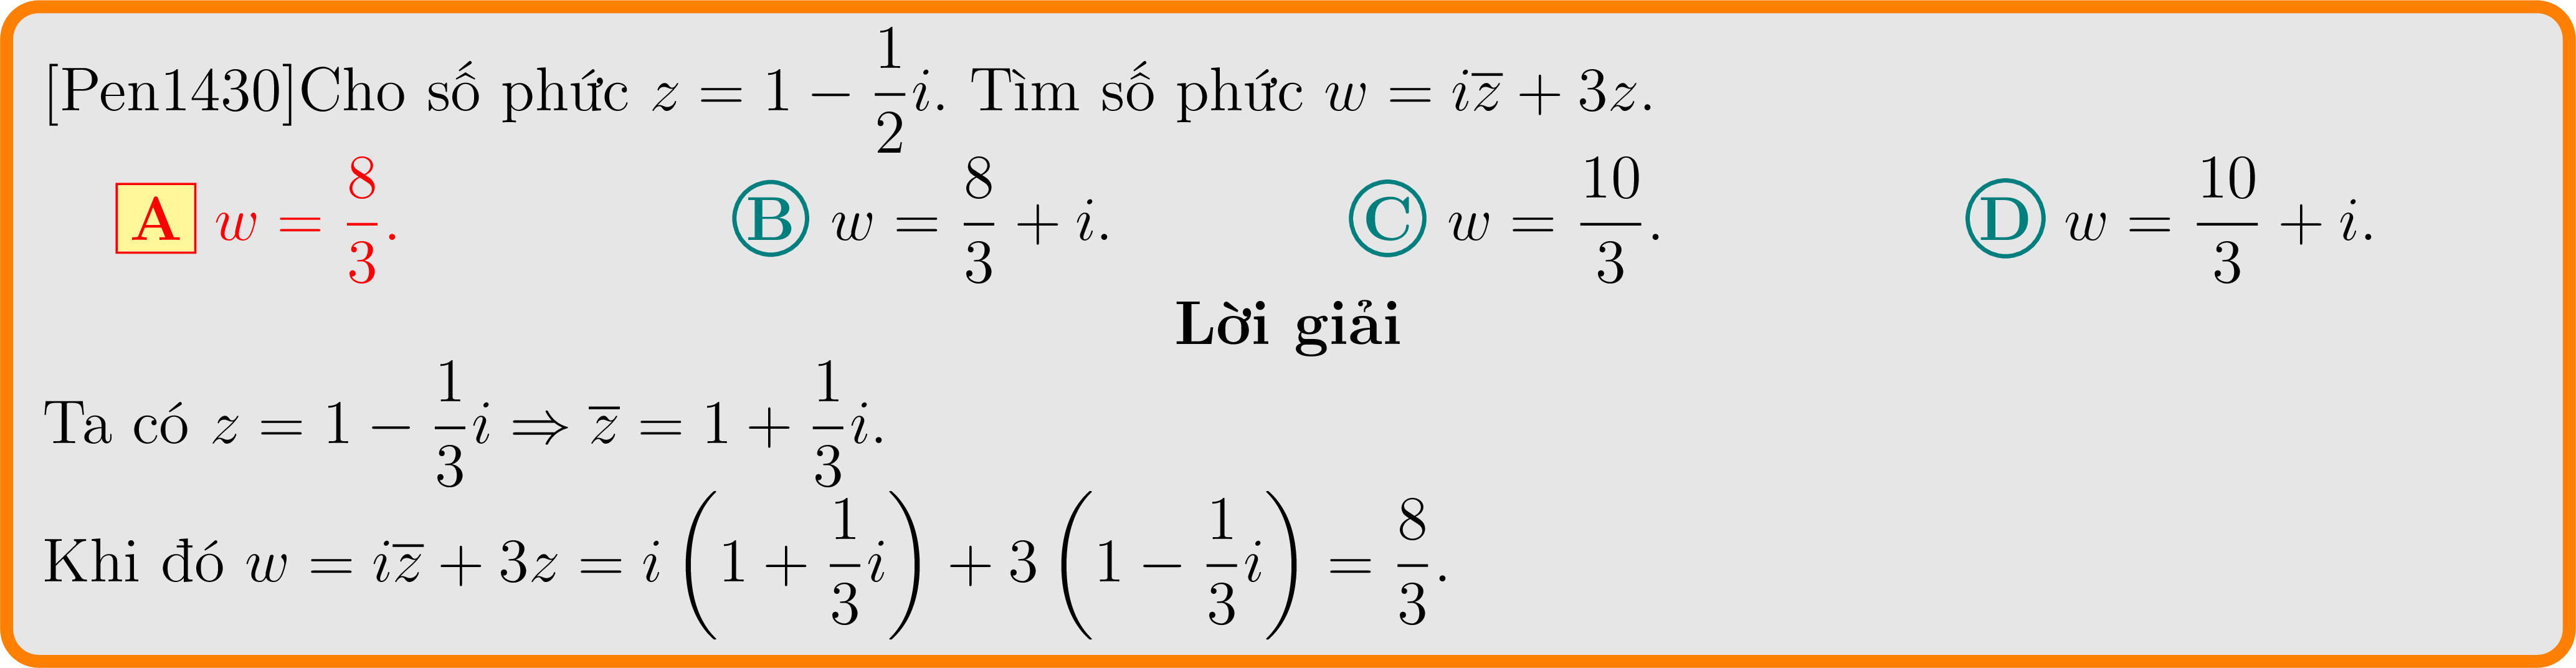 [Pen1430]Cho số phức $z = 1 - \frac{1}{2}i$. Tìm số phức $w = i\overline{z} + 3z$.
A $w = \frac{8}{3}$. B $w = \frac{8}{3} + i$. C $w = \frac{10}{3}$. D $w = \frac{10}{3} + i$.
Lời giải
Ta có $z = 1 - \frac{1}{3}i \Rightarrow \overline{z} = 1 + \frac{1}{3}i$.
Khi đó $w = i\overline{z} + 3z = i\left(1 + \frac{1}{3}i\right) + 3\left(1 - \frac{1}{3}i\right) = \frac{8}{3}$.